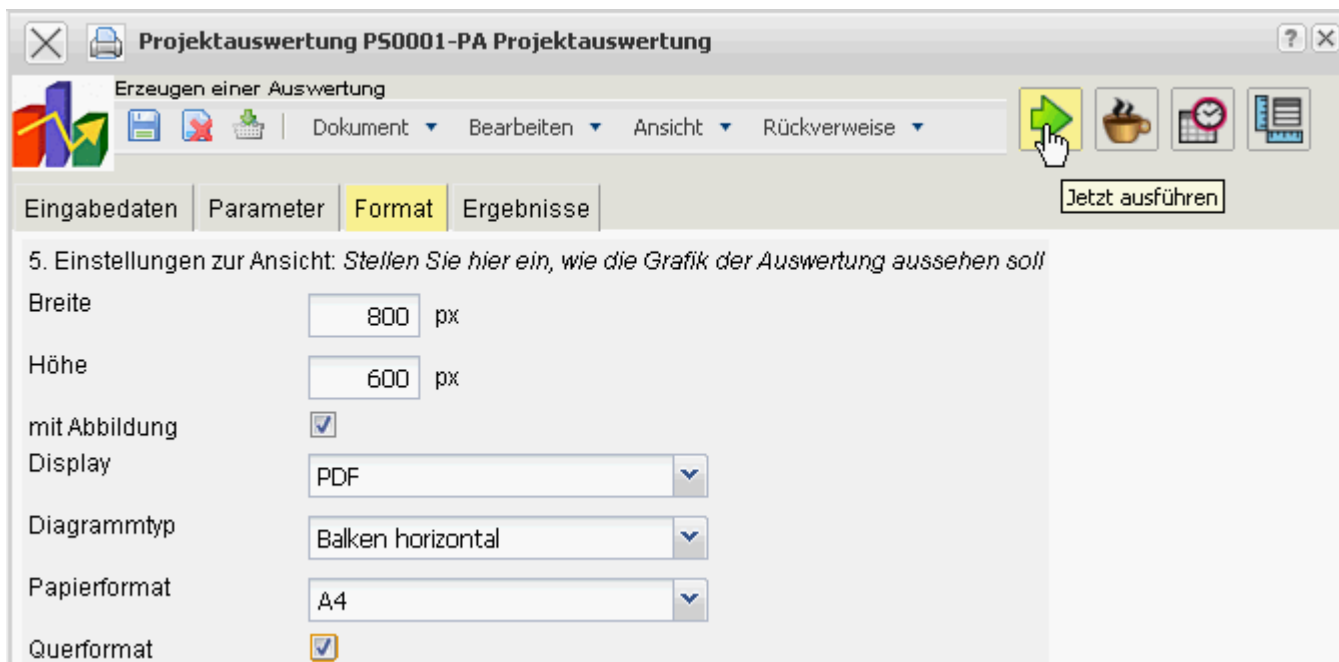 Projektauswertung PS0001-PA Projektauswertung
?
Erzeugen einer Auswertung
Dokument Bearbeiten Ansicht Rückverweise
Jetzt ausführen
Eingabedaten Parameter Format Ergebnisse
5. Einstellungen zur Ansicht: Stellen Sie hier ein, wie die Grafik der Auswertung aussehen soll
Breite 800 px
Höhe 600 px
mit Abbildung
Display PDF
Diagrammtyp Balken horizontal
Papierformat A4
Querformat